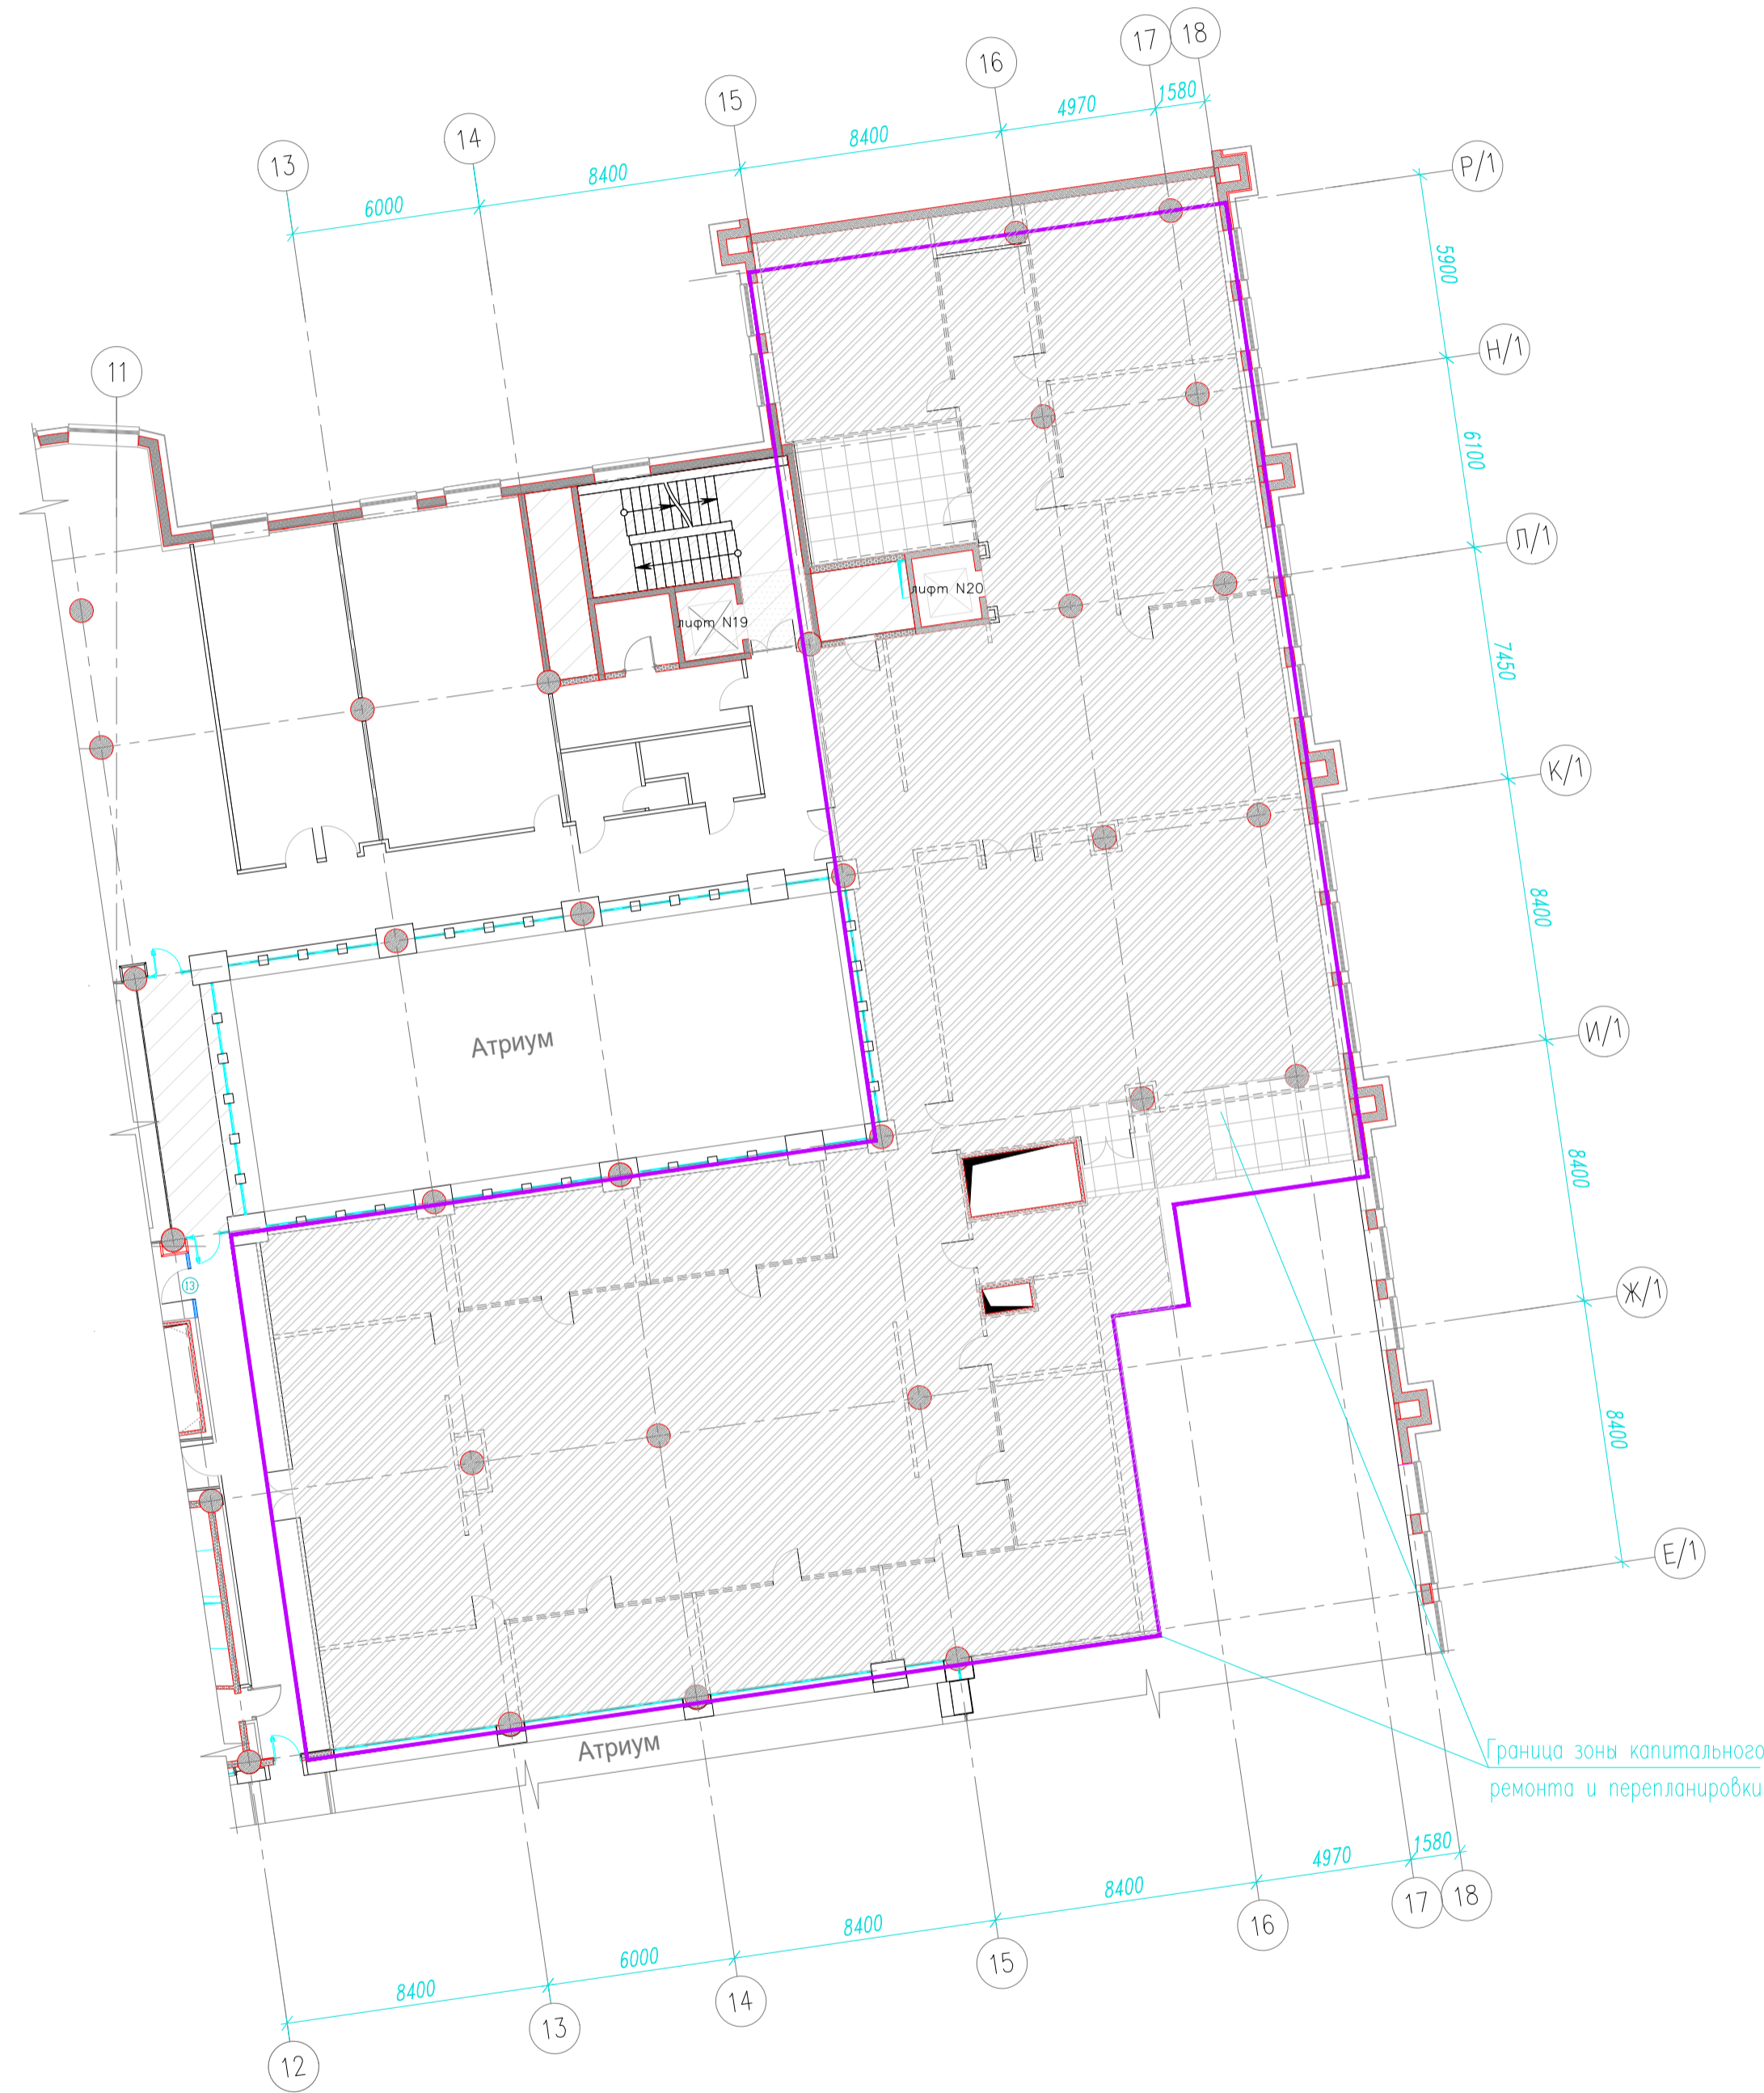 17
18
16
15
14
13
4970
1580
8400
8400
6000
Р/1
5900
Н/1
11
6100
Л/1
лифт N20
лифт N19
7450
К/1
8400
И/1
Атриум
8400
13
Ж/1
8400
Е/1
Атриум
Граница зоны капитального
ремонта и перепланировки
1580
4970
8400
8400
6000
8400
18
17
16
15
14
13
12